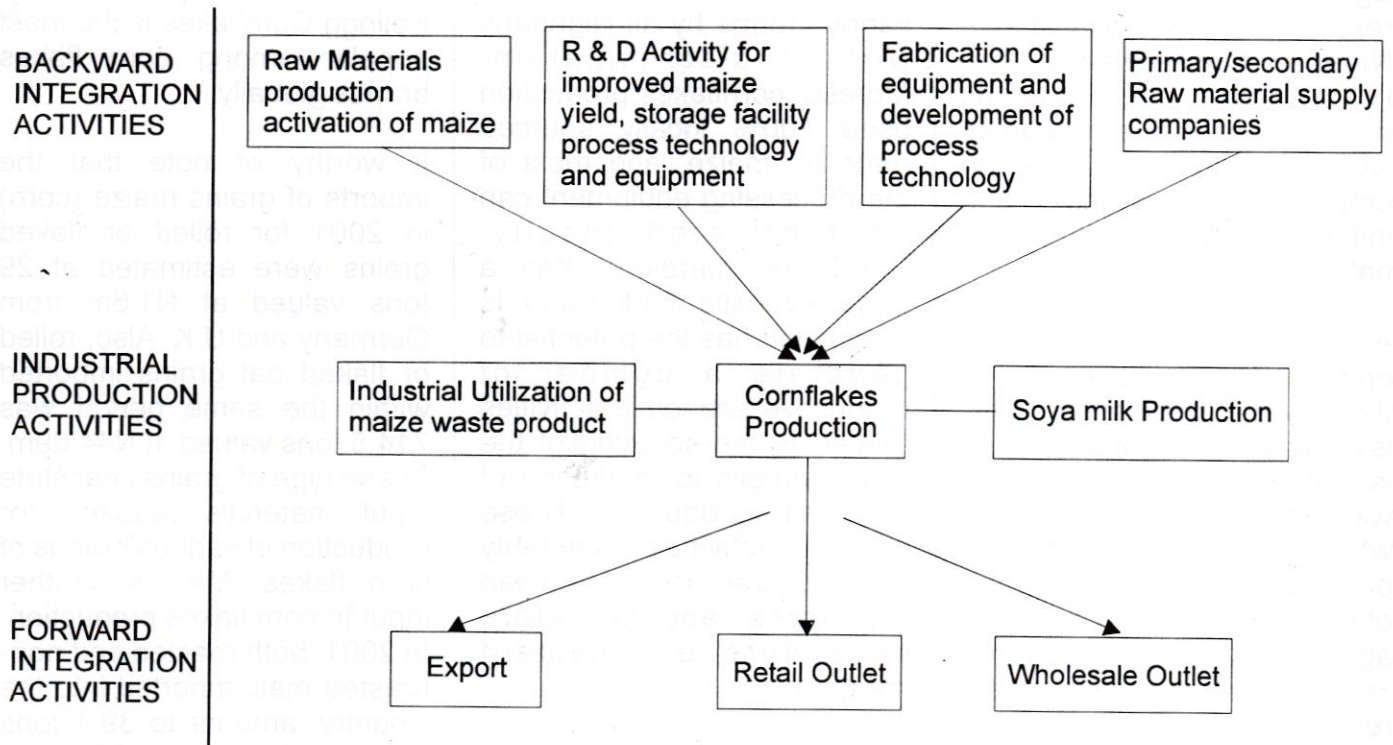 BACKWARD
INTEGRATION
ACTIVITIES
Raw Materials
production
activation of maize
R & D Activity for
improved maize
yield, storage facility
process technology
and equipment
Fabrication of
equipment and
development of
process
technology
Primary/secondary
Raw material supply
companies
INDUSTRIAL
PRODUCTION
ACTIVITIES
Industrial Utilization of
maize waste product
Cornflakes
Production
Soya milk Production
FORWARD
INTEGRATION
ACTIVITIES
Export
Retail Outlet
Wholesale Outlet